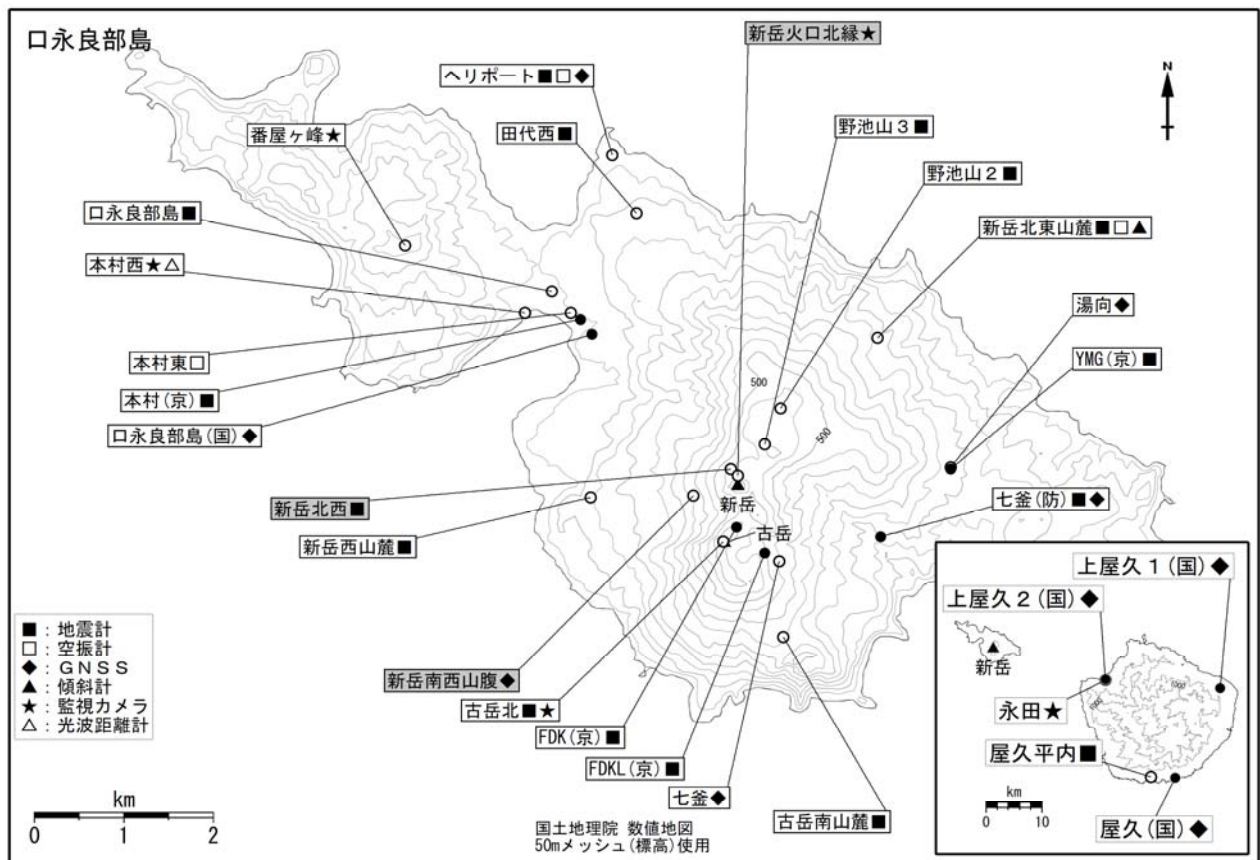 口永良部島
新岳火口北縁★
N
ヘリポート■□◆
番屋ヶ峰★
田代西■
野池山3■
野池山2■
口永良部島■
新岳北東山麓■□▲
本村西★△
湯向◆
本村東□
YMG(京)■
本村(京)■
500
口永良部島(国)◆
500
新岳北西■
新岳
七釜(防)■◆
新岳西山麓■
古岳
上屋久1(国)◆
上屋久2(国)◆
新岳
1000
1000
永田★
屋久平内■
km
0 10
屋久(国)◆
■:地震計
□:空振計
◆:GNSS
▲:傾斜計
★:監視カメラ
△:光波距離計
新岳南西山腹◆
古岳北■★
FDK(京)■
FDKL(京)■
七釜◆
古岳南山麓■
km
0 1 2
国土地理院 数値地図
50mメッシュ(標高)使用